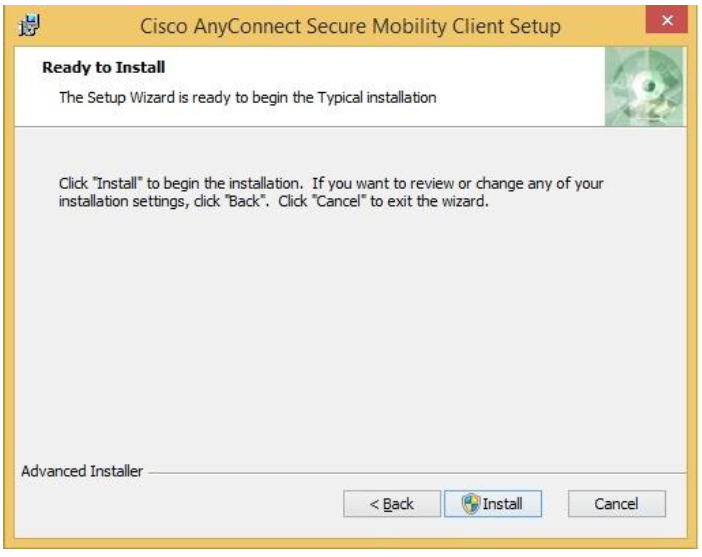 Cisco AnyConnect Secure Mobility Client Setup
Ready to Install
The Setup Wizard is ready to begin the Typical installation
Click "Install" to begin the installation.  If you want to review or change any of your
installation settings, click "Back".  Click "Cancel" to exit the wizard.
Advanced Installer
< Back
Install
Cancel